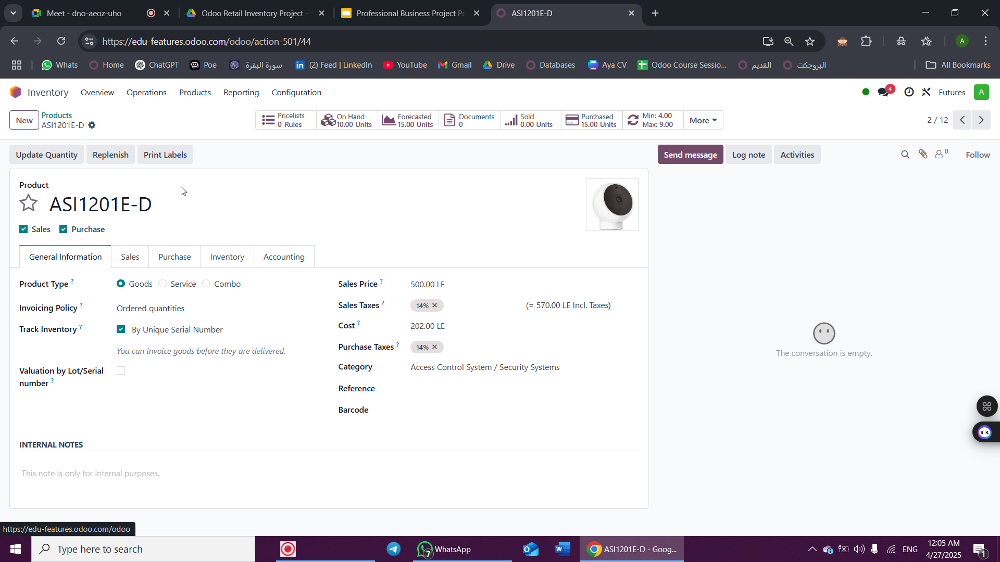 Meet - dno-aeoz-uho
Odoo Retail Inventory Project -
Professional Business Project Pr
ASI1201E-D
https://edu-features.odoo.com/odoo/action-501/44
A
Whats
Home
ChatGPT
Poe
سورة البقرة
(2) Feed | LinkedIn
YouTube
Gmail
Drive
Databases
Aya CV
Odoo Course Sessio...
القديم
البروجكت
All Bookmarks
Inventory
Overview
Operations
Products
Reporting
Configuration
4
Futures
A
New
Products
ASI1201E-D
Pricelists
0 Rules
On Hand
10.00 Units
Forecasted
15.00 Units
Documents
0
Sold
0.00 Units
Purchased
15.00 Units
Min: 4.00
Max: 9.00
More
2 / 12
Update Quantity
Replenish
Print Labels
Send message
Log note
Activities
0
Follow
Product
ASI1201E-D
Sales
Purchase
General Information
Sales
Purchase
Inventory
Accounting
Product Type ?
Goods
Service
Combo
Invoicing Policy ?
Ordered quantities
Track Inventory ?
By Unique Serial Number
You can invoice goods before they are delivered.
Valuation by Lot/Serial
number ?
Sales Price ?
500.00 LE
Sales Taxes ?
14%
(= 570.00 LE Incl. Taxes)
Cost ?
202.00 LE
Purchase Taxes ?
14%
Category
Access Control System / Security Systems
Reference
Barcode
The conversation is empty.
INTERNAL NOTES
This note is only for internal purposes.
https://edu-features.odoo.com/odoo
Type here to search
7
WhatsApp
ASI1201E-D - Goog...
ENG
12:05 AM
4/27/2025
1